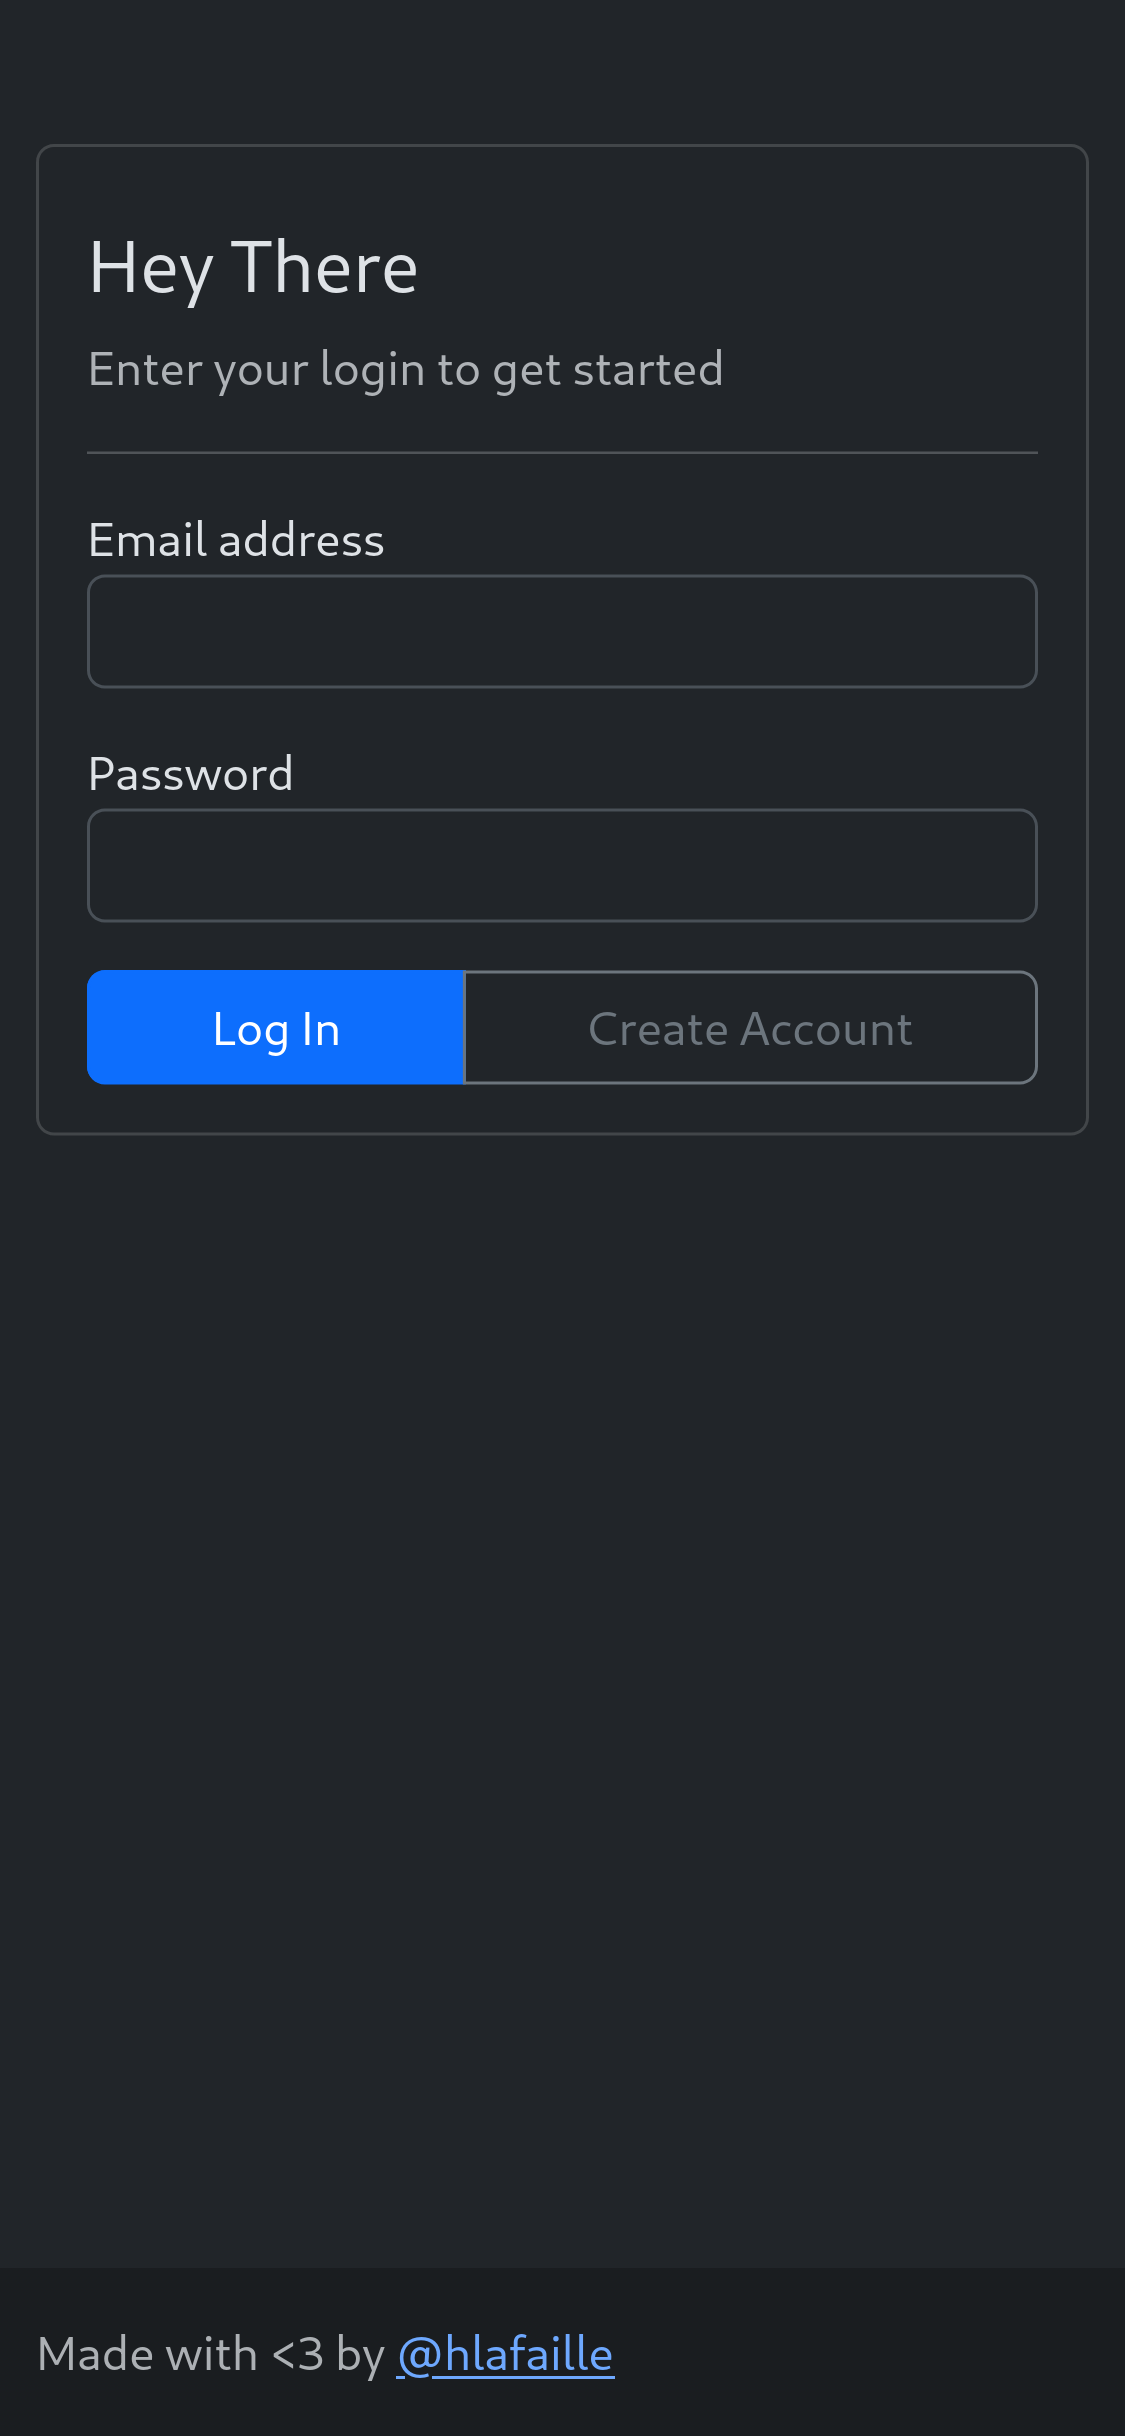 Hey There
Enter your login to get started
Email address
Password
Log In
Create Account
Made with <3 by @hlafaille